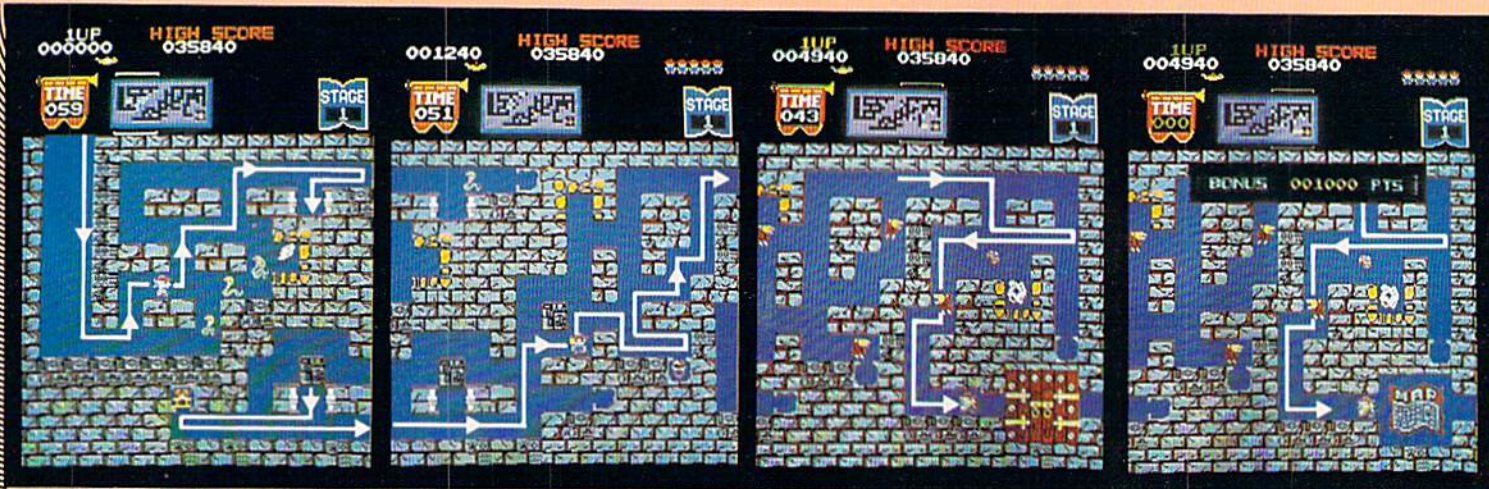 1UP
HIGH SCORE
000000
035840
TIME
059
STAGE
1
HIGH SCORE
001240
035840
TIME
051
STAGE
1
1UP
HIGH SCORE
004940
035840
TIME
043
STAGE
1
1UP
HIGH SCORE
004940
035840
TIME
000
STAGE
1
BONUS 001000 PTS